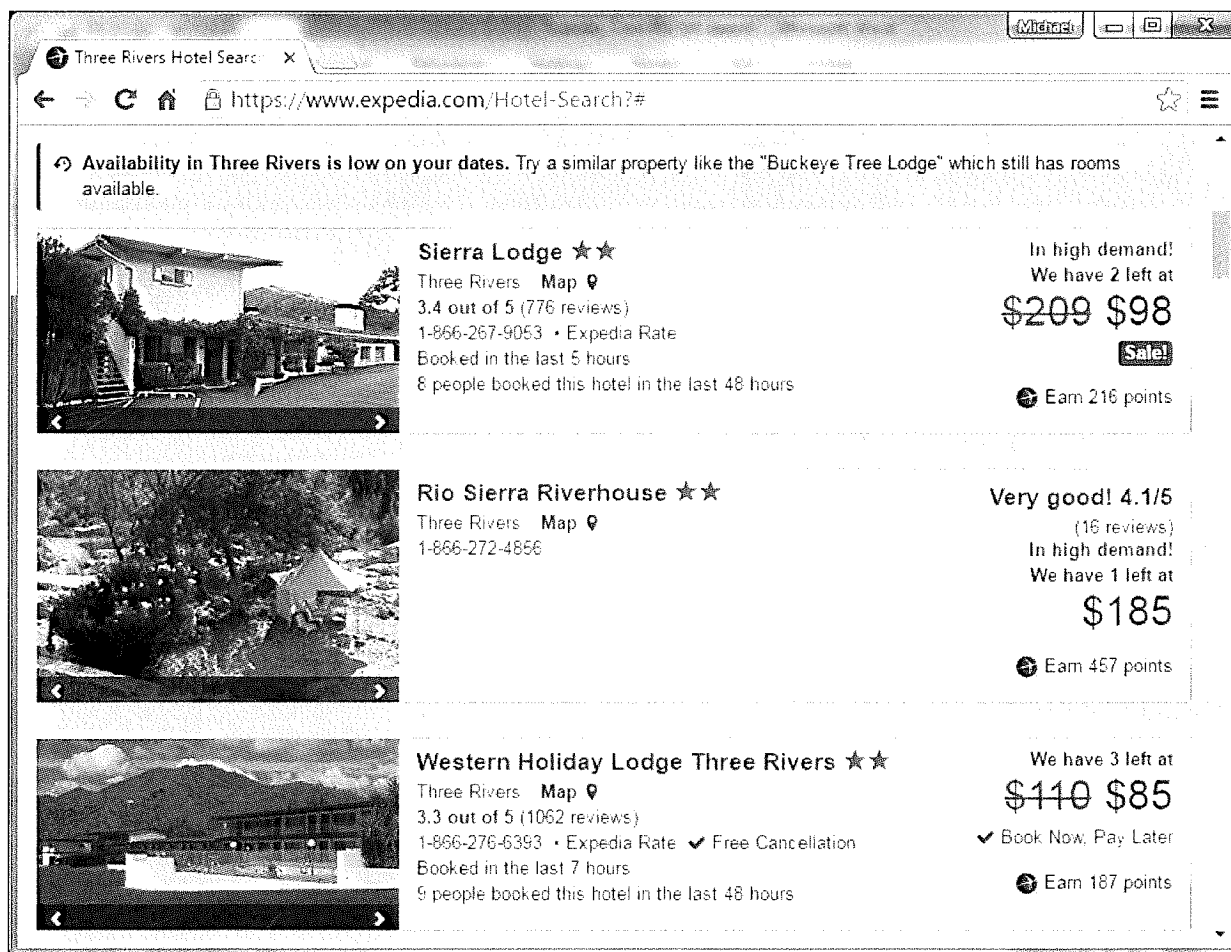 Michael
Three Rivers Hotel Searc
https://www.expedia.com/Hotel-Search?#
Availability in Three Rivers is low on your dates. Try a similar property like the "Buckeye Tree Lodge" which still has rooms
available.
Sierra Lodge
Three Rivers Map
3.4 out of 5 (776 reviews)
1-866-267-9053 • Expedia Rate
Booked in the last 5 hours
8 people booked this hotel in the last 48 hours
In high demand!
We have 2 left at
$209 $98
Sale!
Earn 216 points
Rio Sierra Riverhouse
Three Rivers Map
1-866-272-4856
Very good! 4.1/5
(16 reviews)
In high demand!
We have 1 left at
$185
Earn 457 points
Western Holiday Lodge Three Rivers
Three Rivers Map
3.3 out of 5 (1062 reviews)
1-866-276-6393 • Expedia Rate ✔ Free Cancellation
Booked in the last 7 hours
9 people booked this hotel in the last 48 hours
We have 3 left at
$110 $85
✔ Book Now, Pay Later
Earn 187 points